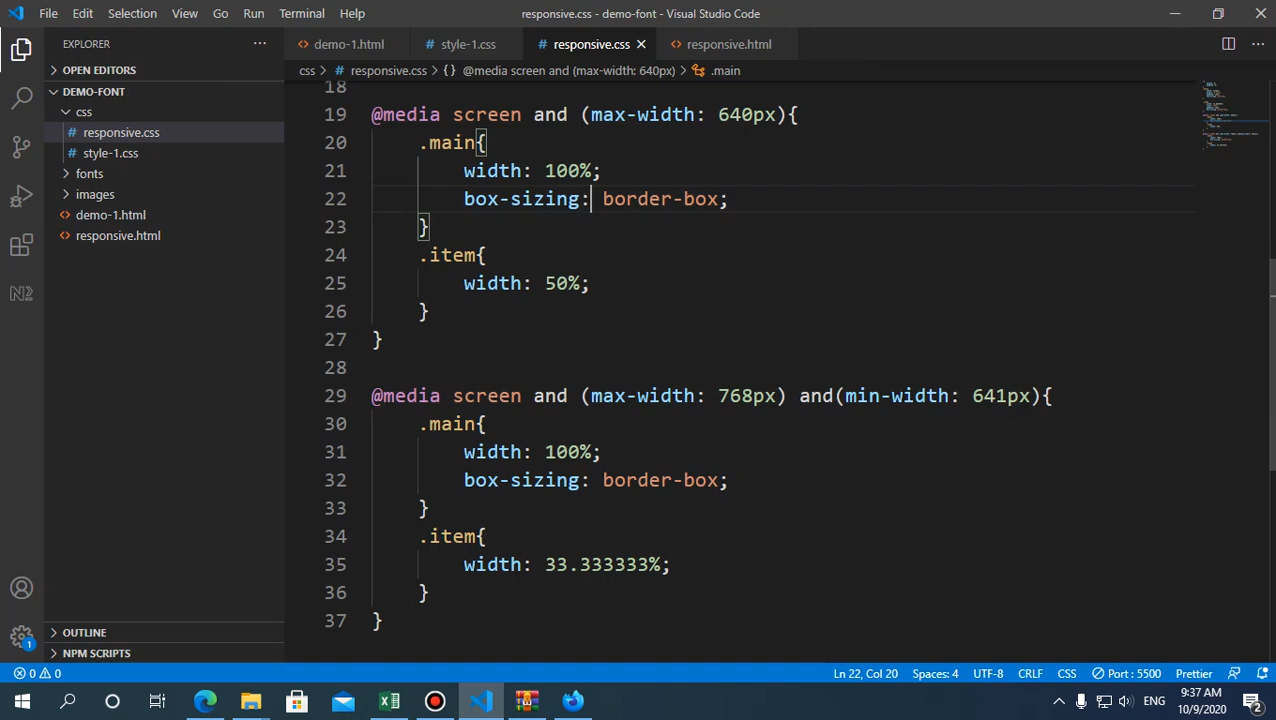 File Edit Selection View Go Run Terminal Help
responsive.css - demo-font - Visual Studio Code
EXPLORER
demo-1.html
# style-1.css
# responsive.css
responsive.html
OPEN EDITORS
css > # responsive.css > {} @media screen and (max-width: 640px) > .main
DEMO-FONT
css
responsive.css
style-1.css
fonts
images
demo-1.html
responsive.html
18
19 @media screen and (max-width: 640px){
20 .main{
21 width: 100%;
22 box-sizing: border-box;
23 }
24 .item{
25 width: 50%;
26 }
27 }
28
29 @media screen and (max-width: 768px) and(min-width: 641px){
30 .main{
31 width: 100%;
32 box-sizing: border-box;
33 }
34 .item{
35 width: 33.333333%;
36 }
37 }
OUTLINE
NPM SCRIPTS
1
0 0
Ln 22, Col 20 Spaces: 4 UTF-8 CRLF CSS Port : 5500 Prettier
ENG
9:37 AM
10/9/2020
2